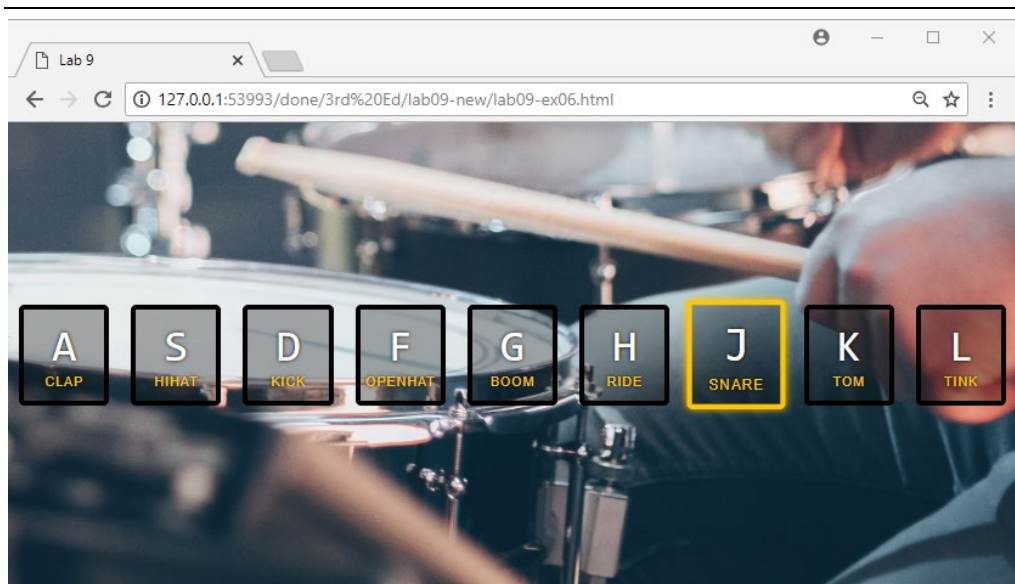 Lab 9
127.0.0.1:53993/done/3rd%20Ed/lab09-new/lab09-ex06.html
A S D F G H J K L
CLAP HIHAT KICK OPENHAT BOOM RIDE SNARE TOM TINK